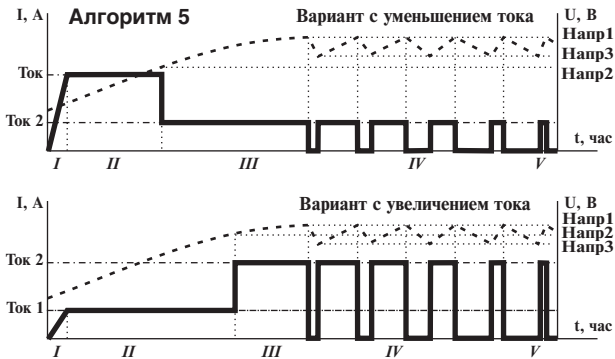 I, А
Алгоритм 5
Вариант с уменьшением тока
U, В
Напр1
Напр3
Напр2
Ток
Ток 2
t, час
I
II
III
IV
V
I, А
Вариант с увеличением тока
U, В
Напр1
Напр2
Напр3
Ток 2
Ток 1
t, час
I
II
III
IV
V